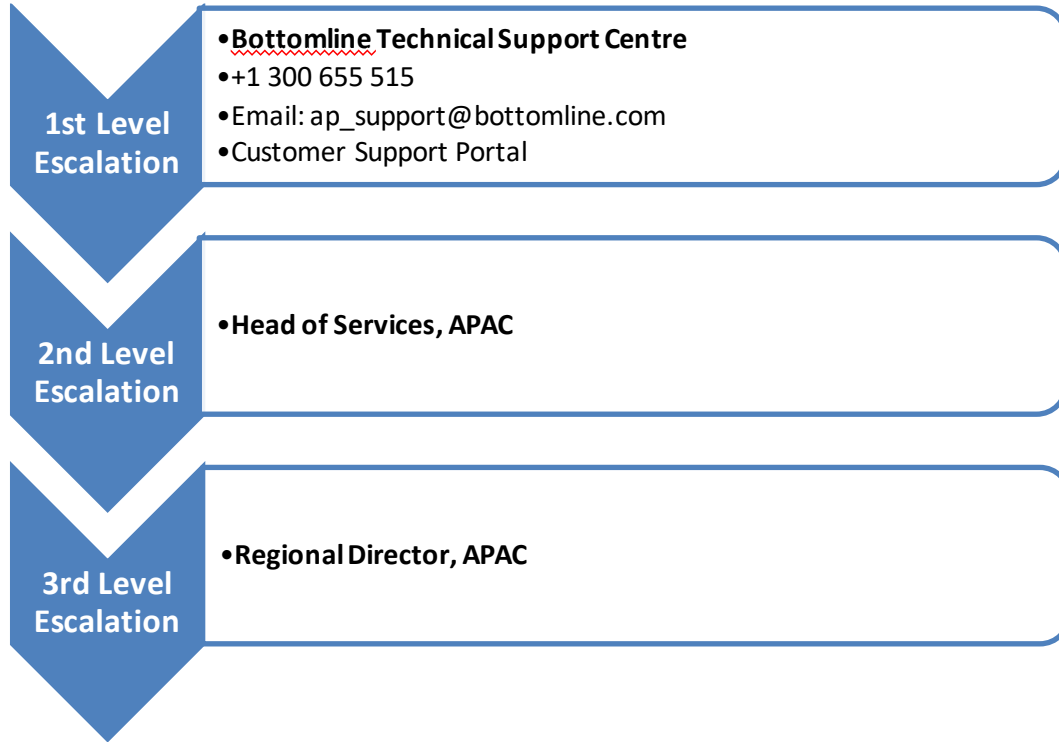 1st Level
Escalation
•Bottomline Technical Support Centre
•+1 300 655 515
•Email: ap_support@bottomline.com
•Customer Support Portal
2nd Level
Escalation
•Head of Services, APAC
3rd Level
Escalation
•Regional Director, APAC